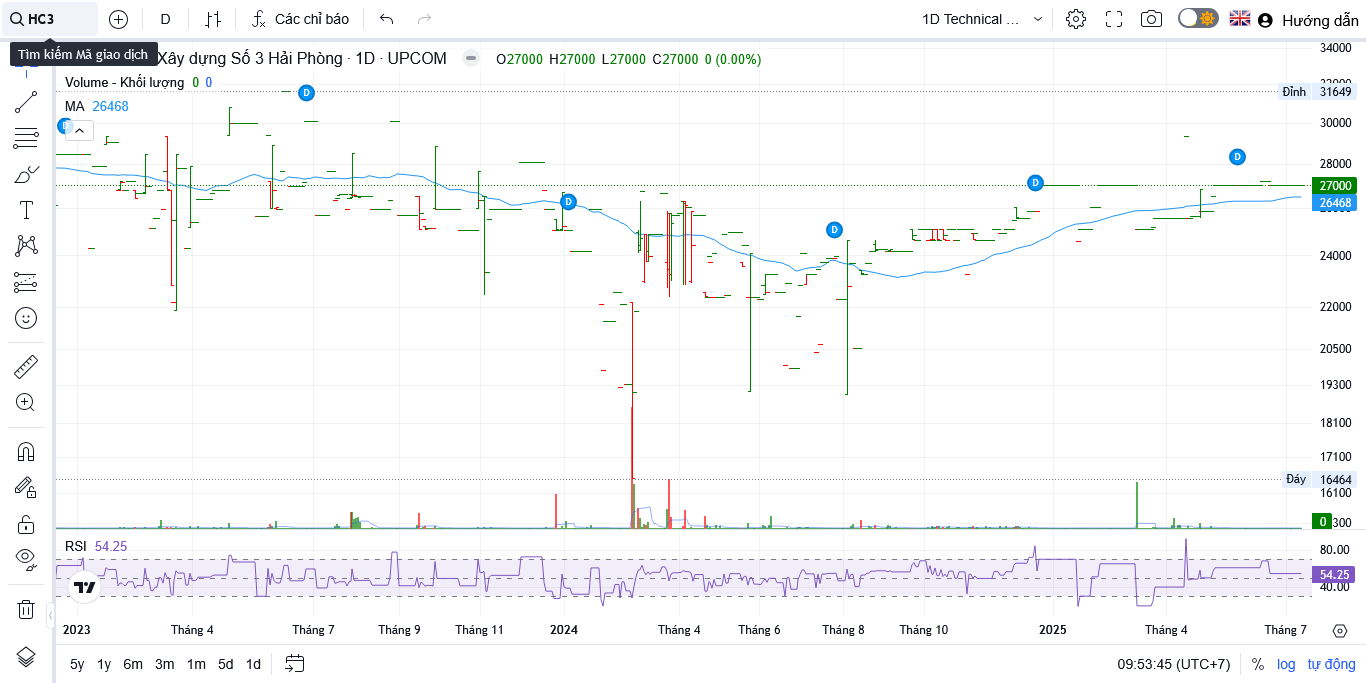 HC3
D
Các chỉ báo
1D Technical ...
Hướng dẫn
Tìm kiếm Mã giao dịch
Xây dựng Số 3 Hải Phòng · 1D · UPCOM
O27000 H27000 L27000 C27000 0 (0.00%)
Volume - Khối lượng 0 0
MA 26468
D
D
D
D
D
D
34000
32000
Đỉnh 31649
30000
28000
27000
26468
24000
22000
20500
19300
18100
17100
Đáy 16464
16100
0
300
RSI 54.25
80.00
54.25
40.00
2023 Tháng 4 Tháng 7 Tháng 9 Tháng 11 2024 Tháng 4 Tháng 6 Tháng 8 Tháng 10 2025 Tháng 4 Tháng 7
5y 1y 6m 3m 1m 5d 1d
09:53:45 (UTC+7) % log tự động